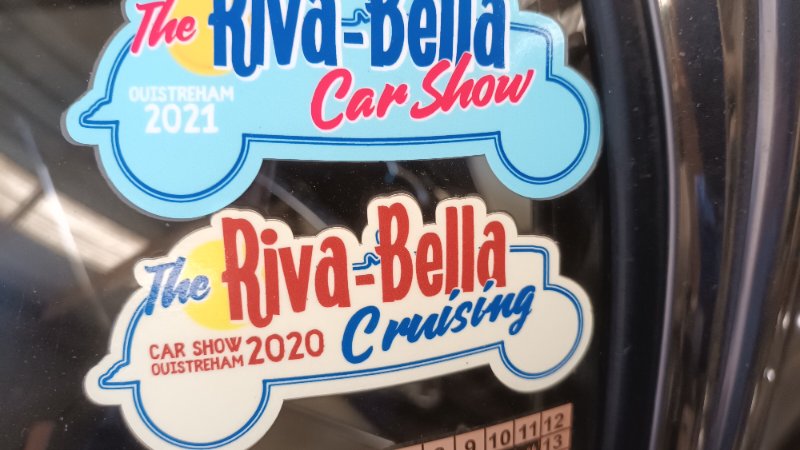 The Riva-Bella
Car Show
OUISTREHAM
2021
The Riva-Bella
Cruising
CAR SHOW
OUISTREHAM 2020
9 10 11 12
13